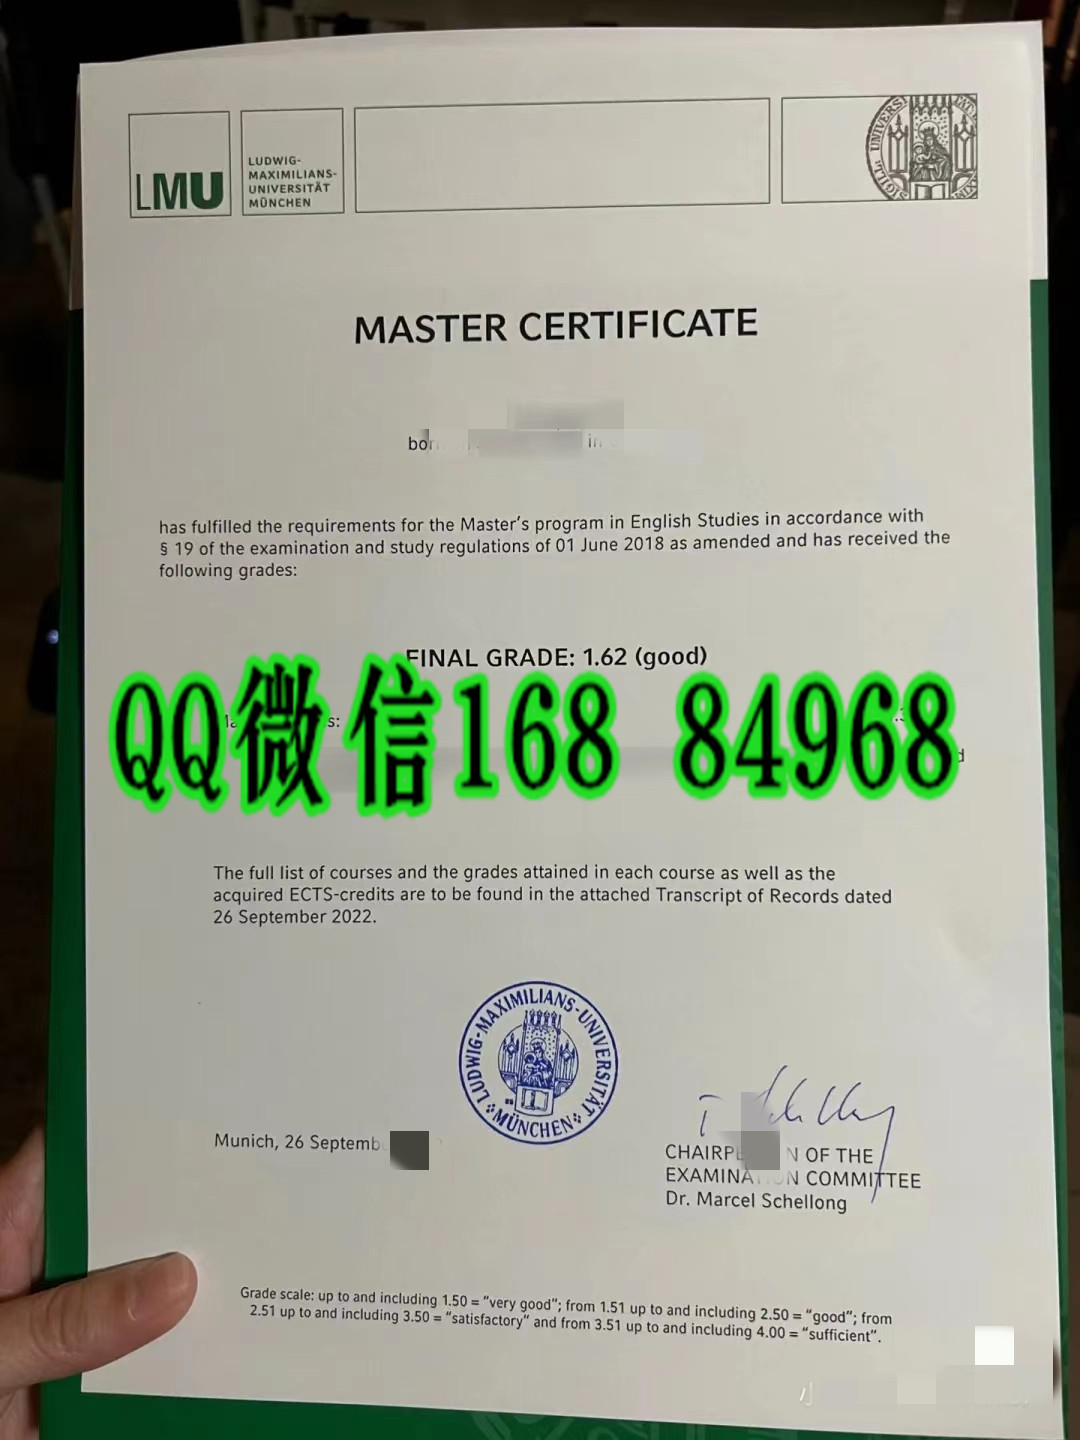 LMU
LUDWIG-
MAXIMILIANS-
UNIVERSITÄT
MÜNCHEN
MASTER CERTIFICATE
in
has fulfilled the requirements for the Master's program in English Studies in accordance with
§ 19 of the examination and study regulations of 01 June 2018 as amended and has received the
following grades:
FINAL GRADE: 1.62 (good)
QQ微信168 84968
The full list of courses and the grades attained in each course as well as the
acquired ECTS-credits are to be found in the attached Transcript of Records dated
26 September 2022.
LUDWIG-MAXIMILIANS-UNIVERSITÄT
MÜNCHEN
Munich, 26 Septemb
CHAIRP N OF THE
EXAMINA N COMMITTEE
Dr. Marcel Schellong
Grade scale: up to and including 1.50 = "very good"; from 1.51 up to and including 2.50 = "good"; from
2.51 up to and including 3.50 = "satisfactory" and from 3.51 up to and including 4.00 = "sufficient".